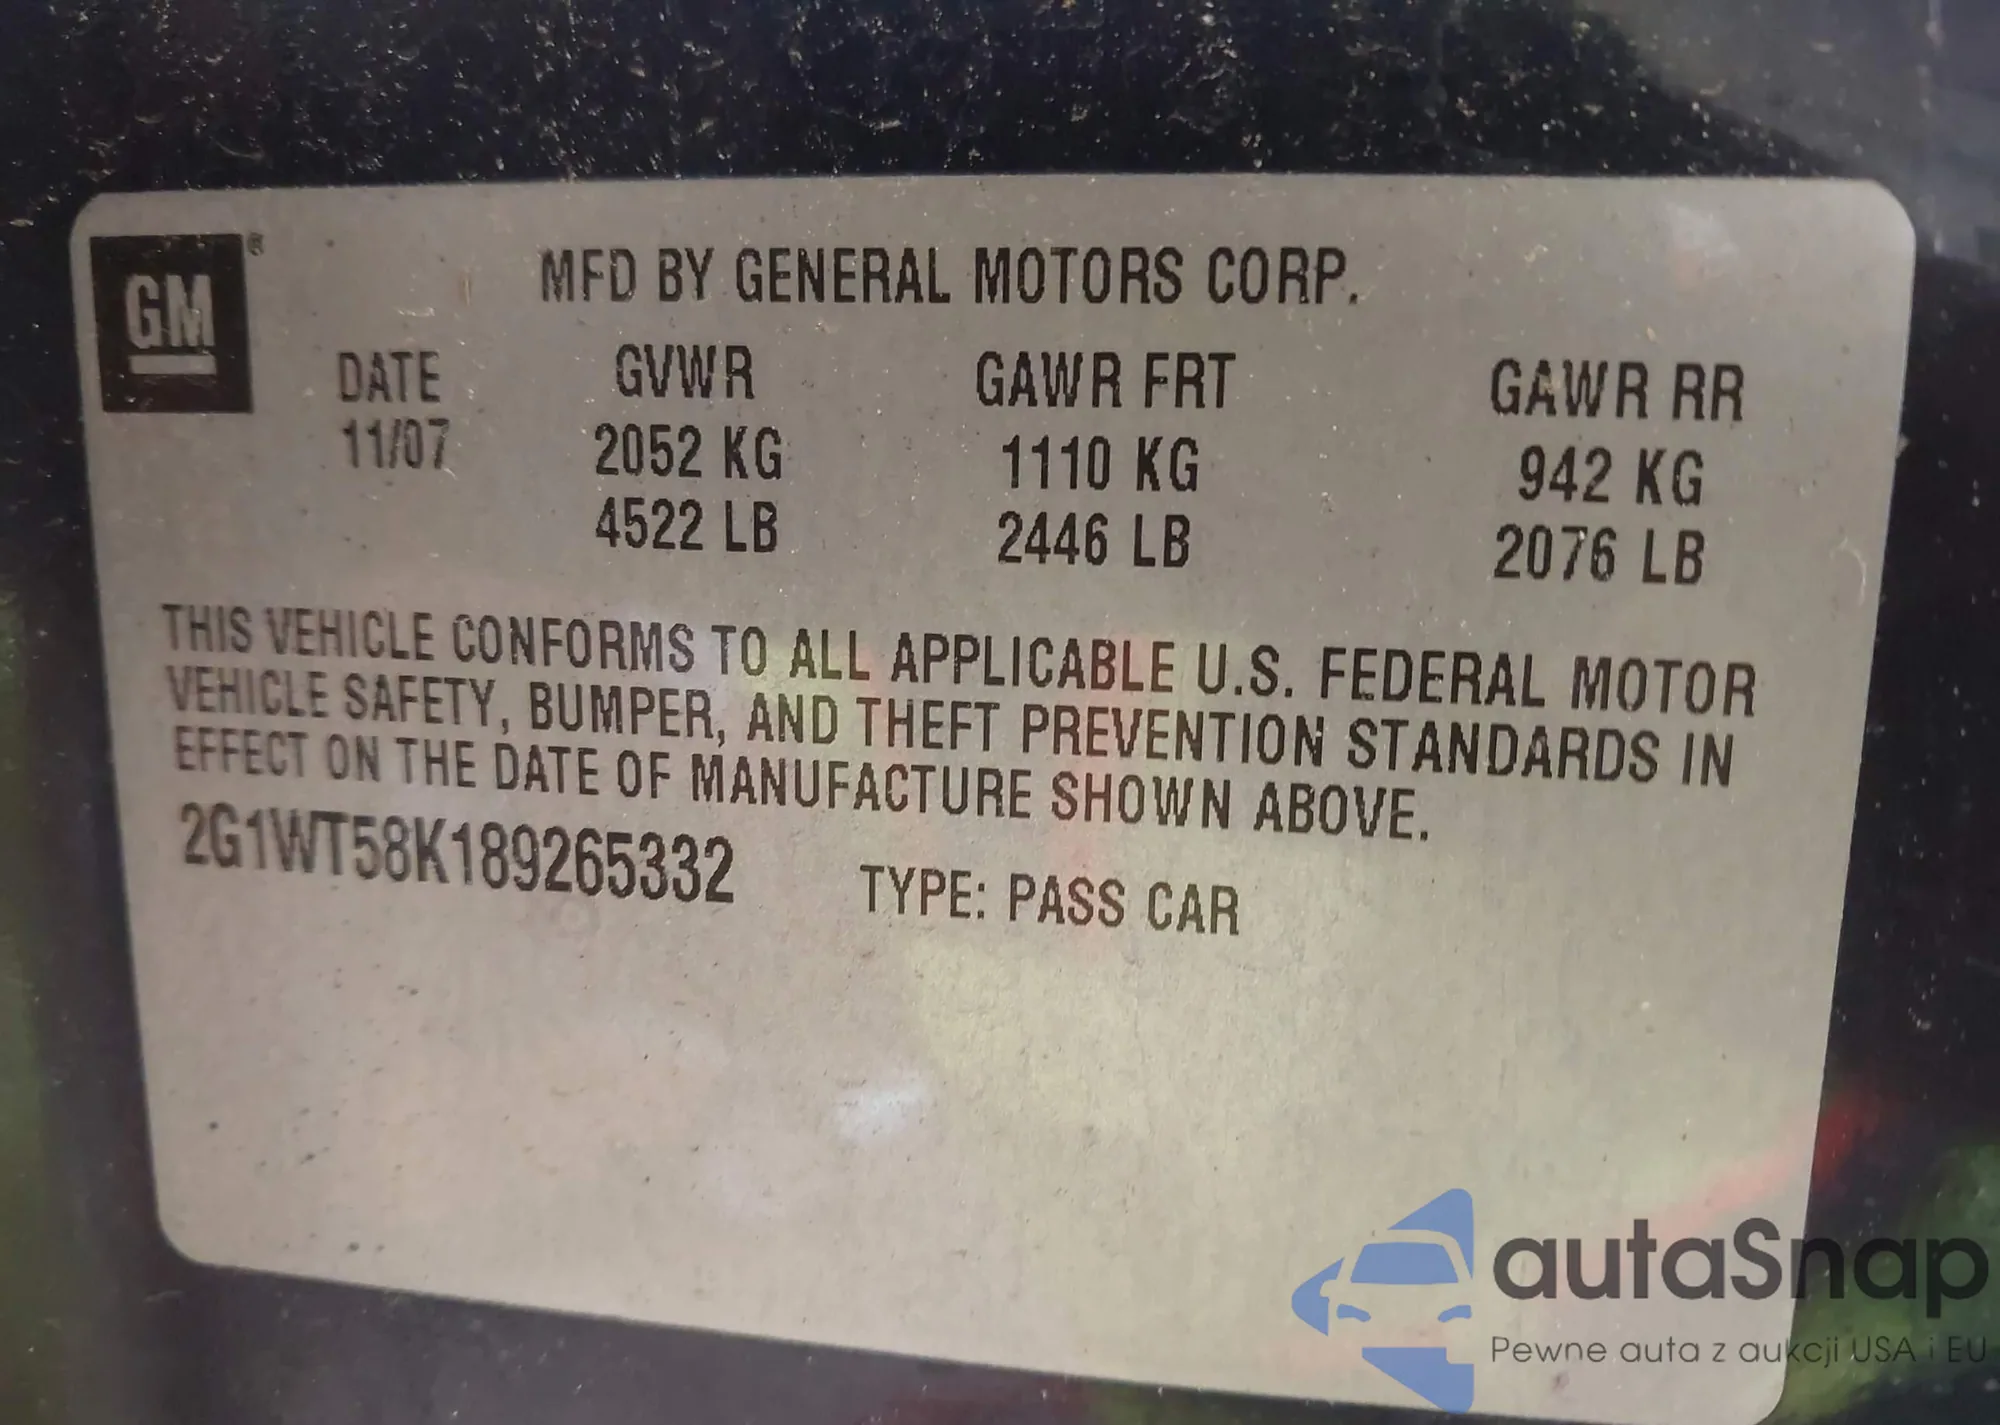 GM®
MFD BY GENERAL MOTORS CORP.
DATE GVWR GAWR FRT GAWR RR
11/07 2052 KG 1110 KG 942 KG
4522 LB 2446 LB 2076 LB
THIS VEHICLE CONFORMS TO ALL APPLICABLE U.S. FEDERAL MOTOR
VEHICLE SAFETY, BUMPER, AND THEFT PREVENTION STANDARDS IN
EFFECT ON THE DATE OF MANUFACTURE SHOWN ABOVE.
2G1WT58K189265332 TYPE: PASS CAR
autaSnap
Pewne auta z aukcji USA i EU